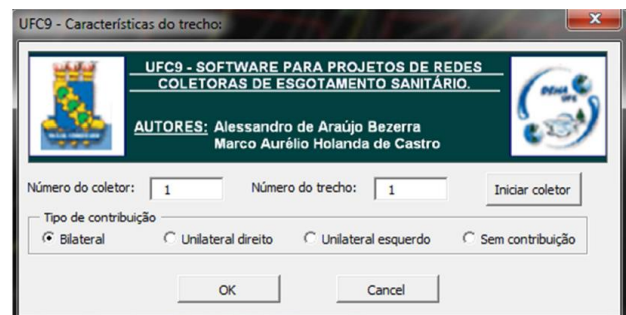 UFC9 - Características do trecho:
UFC9 - SOFTWARE PARA PROJETOS DE REDES
COLETORAS DE ESGOTAMENTO SANITÁRIO.
AUTORES: Alessandro de Araújo Bezerra
Marco Aurélio Holanda de Castro
Número do coletor: 1 Número do trecho: 1 Iniciar coletor
Tipo de contribuição
Bilateral Unilateral direito Unilateral esquerdo Sem contribuição
OK Cancel